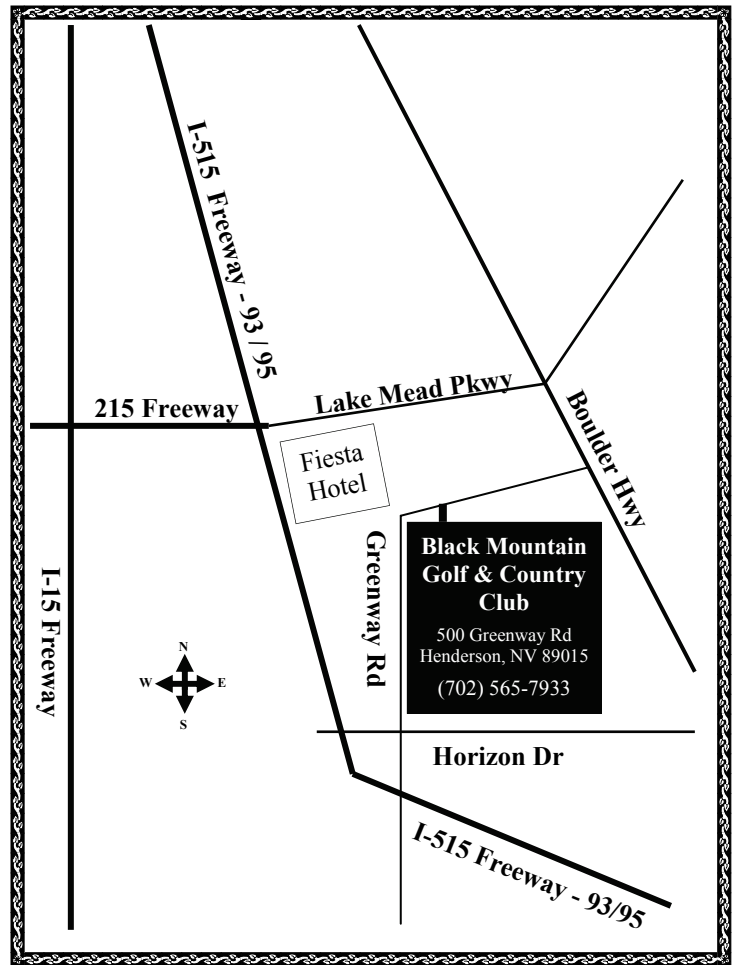 I-515 Freeway - 93 / 95
Lake Mead Pkwy
215 Freeway
Boulder Hwy
Fiesta
Hotel
Greenway Rd
Black Mountain
Golf & Country
Club
500 Greenway Rd
Henderson, NV 89015
(702) 565-7933
I-15 Freeway
N
W
E
S
Horizon Dr
I-515 Freeway - 93/95